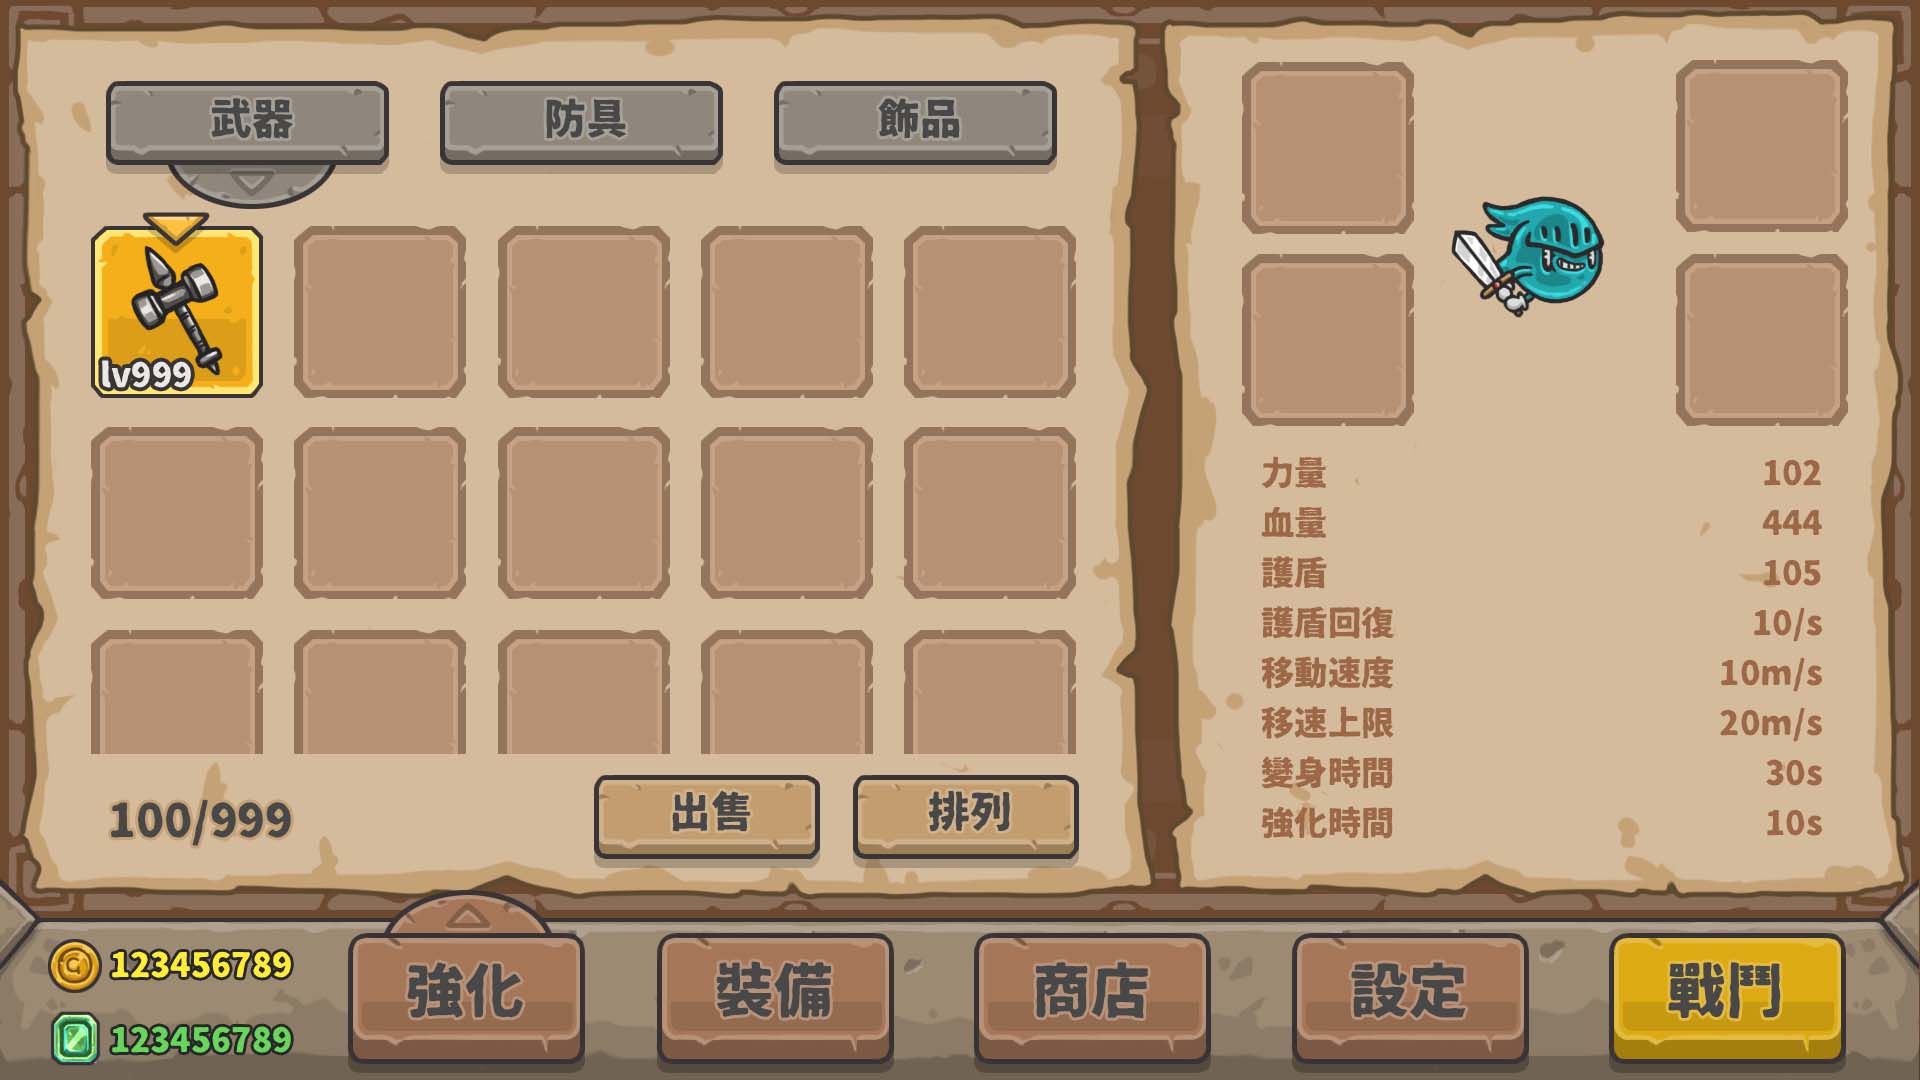 武器 防具 飾品
lv999
100/999 出售 排列
力量 102
血量 444
護盾 105
護盾回復 10/s
移動速度 10m/s
移速上限 20m/s
變身時間 30s
強化時間 10s
123456789
123456789
強化 裝備 商店 設定 戰鬥